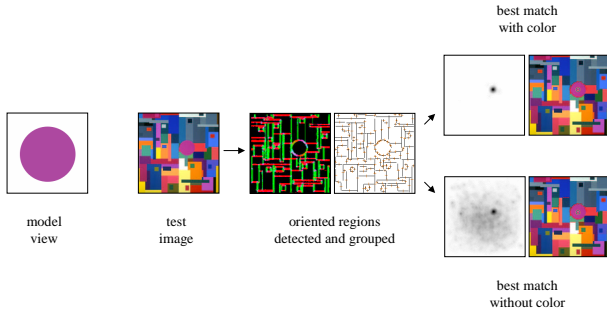 best match
with color
model
view
test
image
oriented regions
detected and grouped
best match
without color